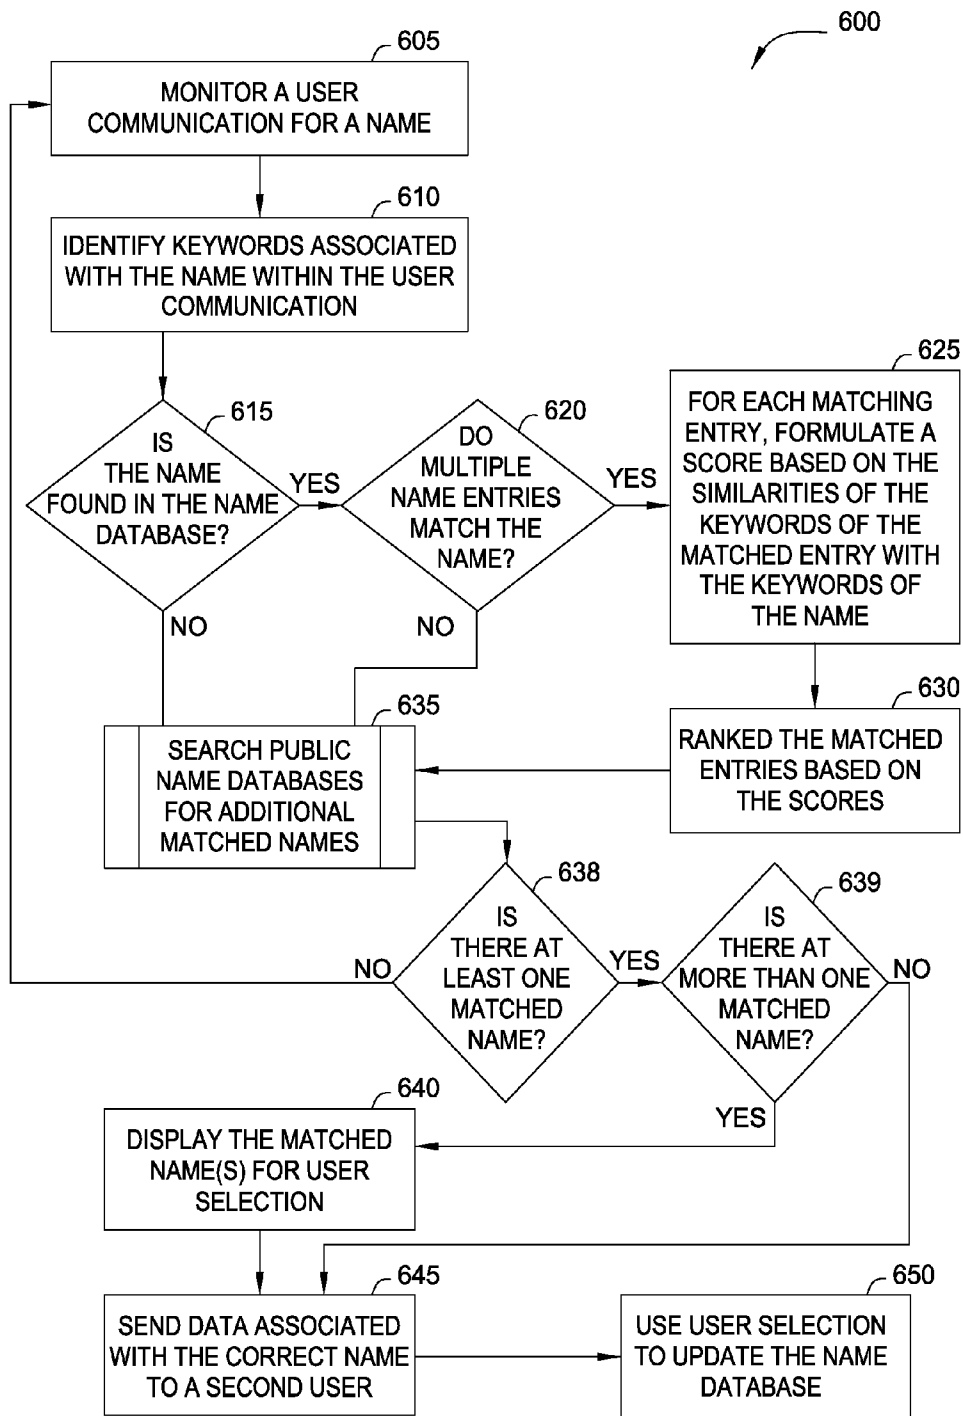 600
605
MONITOR A USER
COMMUNICATION FOR A NAME
610
IDENTIFY KEYWORDS ASSOCIATED
WITH THE NAME WITHIN THE USER
COMMUNICATION
615
IS
THE NAME
FOUND IN THE NAME
DATABASE?
YES
NO
620
DO
MULTIPLE
NAME ENTRIES
MATCH THE
NAME?
YES
NO
625
FOR EACH MATCHING
ENTRY, FORMULATE A
SCORE BASED ON THE
SIMILARITIES OF THE
KEYWORDS OF THE
MATCHED ENTRY WITH
THE KEYWORDS OF
THE NAME
630
RANKED THE MATCHED
ENTRIES BASED ON
THE SCORES
635
SEARCH PUBLIC
NAME DATABASES
FOR ADDITIONAL
MATCHED NAMES
638
IS
THERE AT
LEAST ONE
MATCHED
NAME?
NO
YES
639
IS
THERE AT
MORE THAN ONE
MATCHED
NAME?
NO
YES
640
DISPLAY THE MATCHED
NAME(S) FOR USER
SELECTION
645
SEND DATA ASSOCIATED
WITH THE CORRECT NAME
TO A SECOND USER
650
USE USER SELECTION
TO UPDATE THE NAME
DATABASE